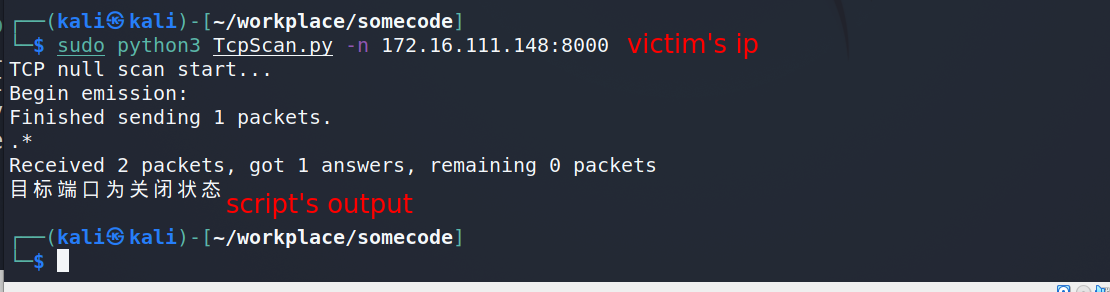 ┌──(kali㉿kali)-[~/workplace/somecode]
└─$ sudo python3 TcpScan.py -n 172.16.111.148:8000 victim's ip
TCP null scan start...
Begin emission:
Finished sending 1 packets.
.*
Received 2 packets, got 1 answers, remaining 0 packets
目标端口为关闭状态
script's output
┌──(kali㉿kali)-[~/workplace/somecode]
└─$